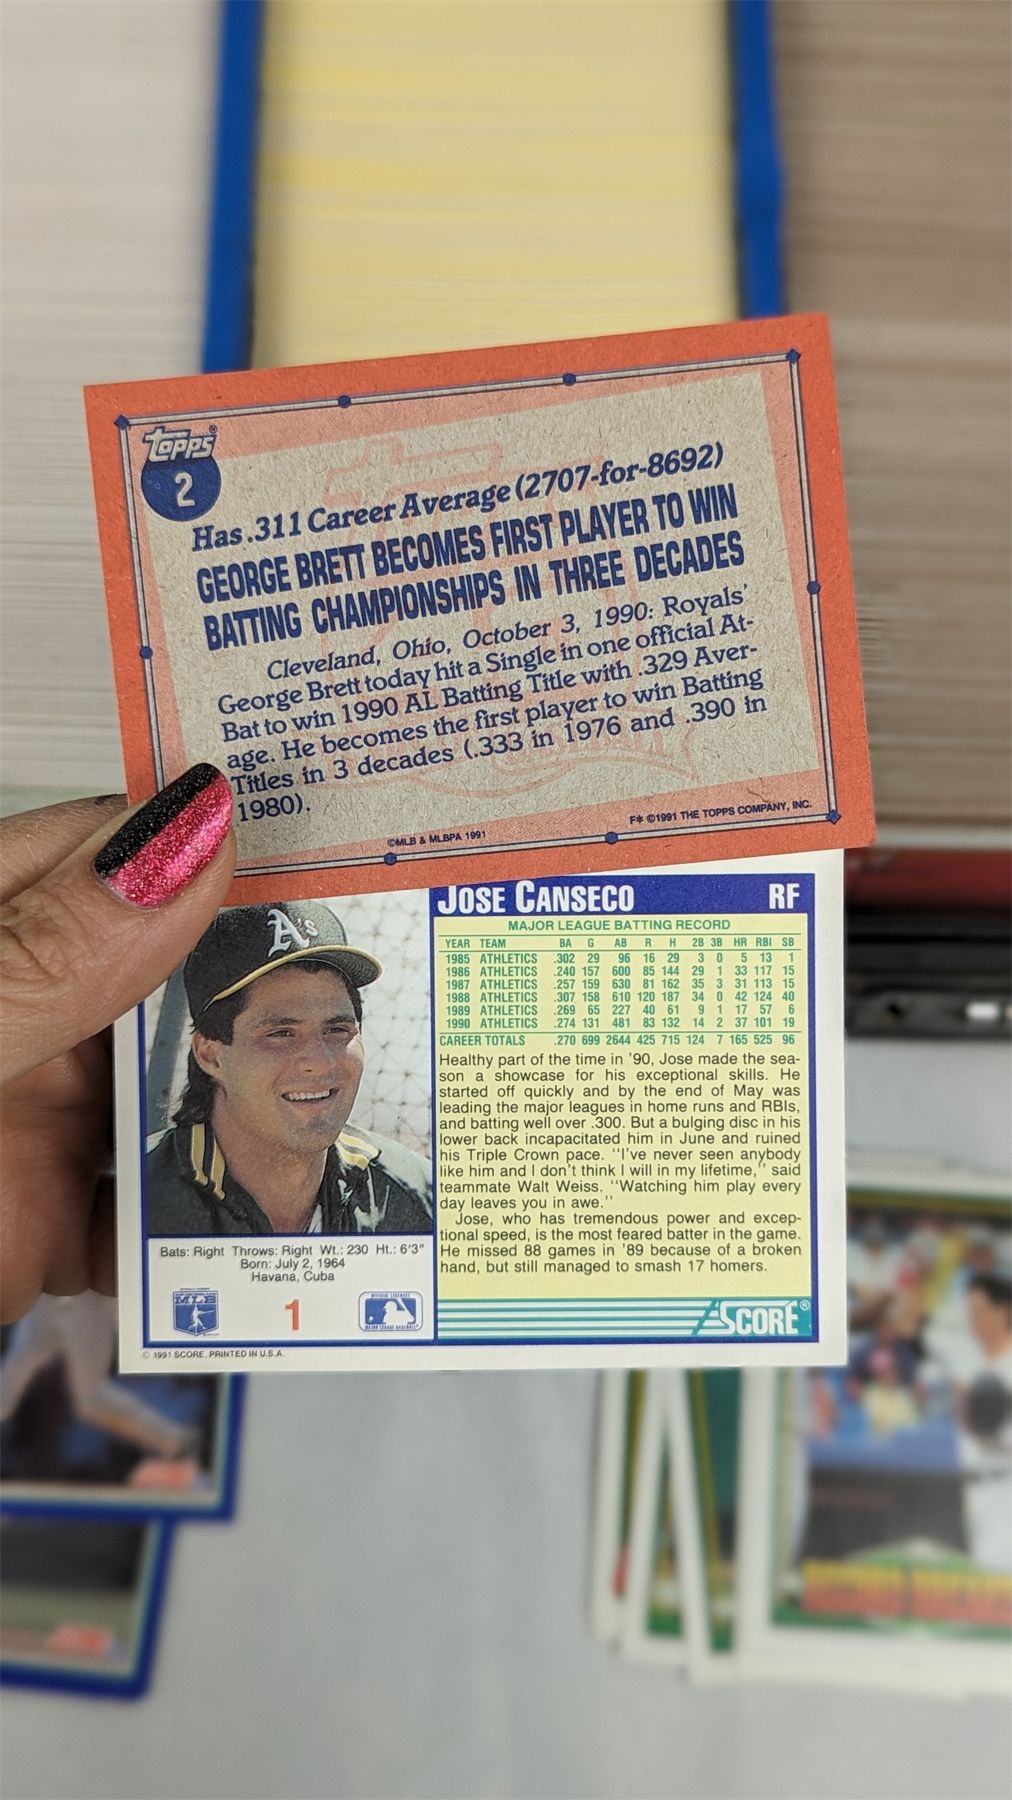 topps®
2
Has .311 Career Average (2707-for-8692)
GEORGE BRETT BECOMES FIRST PLAYER TO WIN
BATTING CHAMPIONSHIPS IN THREE DECADES
Cleveland, Ohio, October 3, 1990: Royals'
George Brett today hit a Single in one official At-
Bat to win 1990 AL Batting Title with .329 Aver-
age. He becomes the first player to win Batting
Titles in 3 decades (.333 in 1976 and .390 in
1980).
©MLB & MLBPA 1991
F* ©1991 THE TOPPS COMPANY, INC.
JOSE CANSECO RF
MAJOR LEAGUE BATTING RECORD
YEAR TEAM BA G AB R H 2B 3B HR RBI SB
1985 ATHLETICS .302 29 96 16 29 3 0 5 13 1
1986 ATHLETICS .240 157 600 85 144 29 1 33 117 15
1987 ATHLETICS .257 159 630 81 162 35 3 31 113 15
1988 ATHLETICS .307 158 610 120 187 34 0 42 124 40
1989 ATHLETICS .269 65 227 40 61 9 1 17 57 6
1990 ATHLETICS .274 131 481 83 132 14 2 37 101 19
CAREER TOTALS .270 699 2644 425 715 124 7 165 525 96
Healthy part of the time in '90, Jose made the sea-
son a showcase for his exceptional skills. He
started off quickly and by the end of May was
leading the major leagues in home runs and RBIs,
and batting well over .300. But a bulging disc in his
lower back incapacitated him in June and ruined
his Triple Crown pace. "I've never seen anybody
like him and I don't think I will in my lifetime," said
teammate Walt Weiss. "Watching him play every
day leaves you in awe."
Jose, who has tremendous power and excep-
tional speed, is the most feared batter in the game.
He missed 88 games in '89 because of a broken
hand, but still managed to smash 17 homers.
SCORE®
A's
Bats: Right Throws: Right Wt.: 230 Ht.: 6'3"
Born: July 2, 1964
Havana, Cuba
1
© 1991 SCORE. PRINTED IN U.S.A.